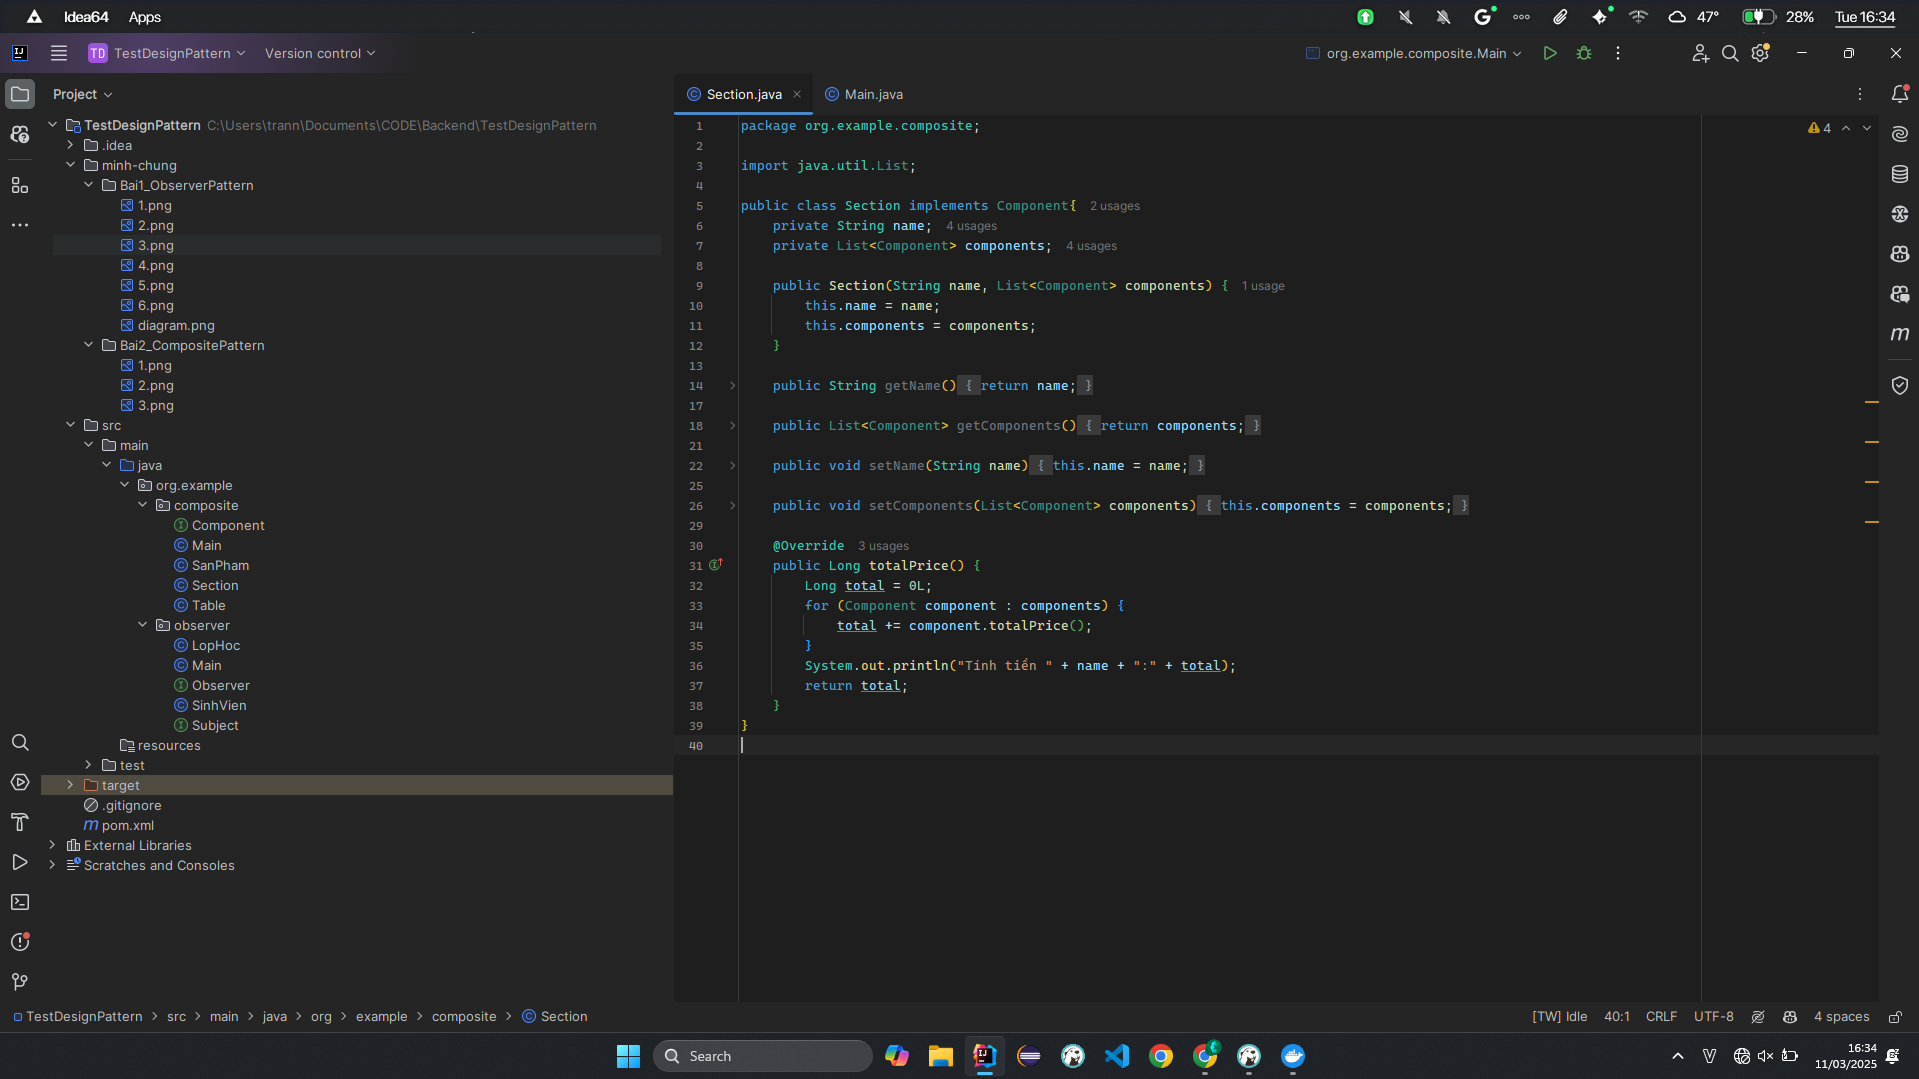 Idea64 Apps 47° 28% Tue 16:34
TD TestDesignPattern Version control org.example.composite.Main
Project
Section.java Main.java
TestDesignPattern C:\Users\trann\Documents\CODE\Backend\TestDesignPattern
.idea
minh-chung
Bai1_ObserverPattern
1.png
2.png
3.png
4.png
5.png
6.png
diagram.png
Bai2_CompositePattern
1.png
2.png
3.png
src
main
java
org.example
composite
Component
Main
SanPham
Section
Table
observer
LopHoc
Main
Observer
SinhVien
Subject
resources
test
target
.gitignore
pom.xml
External Libraries
Scratches and Consoles
4
1 package org.example.composite;
2
3 import java.util.List;
4
5 public class Section implements Component{ 2 usages
6 private String name; 4 usages
7 private List<Component> components; 4 usages
8
9 public Section(String name, List<Component> components) { 1 usage
10 this.name = name;
11 this.components = components;
12 }
13
14 public String getName() { return name; }
17
18 public List<Component> getComponents() { return components; }
21
22 public void setName(String name) { this.name = name; }
25
26 public void setComponents(List<Component> components) { this.components = components; }
29
30 @Override 3 usages
31 public Long totalPrice() {
32 Long total = 0L;
33 for (Component component : components) {
34 total += component.totalPrice();
35 }
36 System.out.println("Tính tiền " + name + ":" + total);
37 return total;
38 }
39 }
40
TestDesignPattern > src > main > java > org > example > composite > Section [TW] Idle 40:1 CRLF UTF-8 4 spaces
Search
16:34
11/03/2025